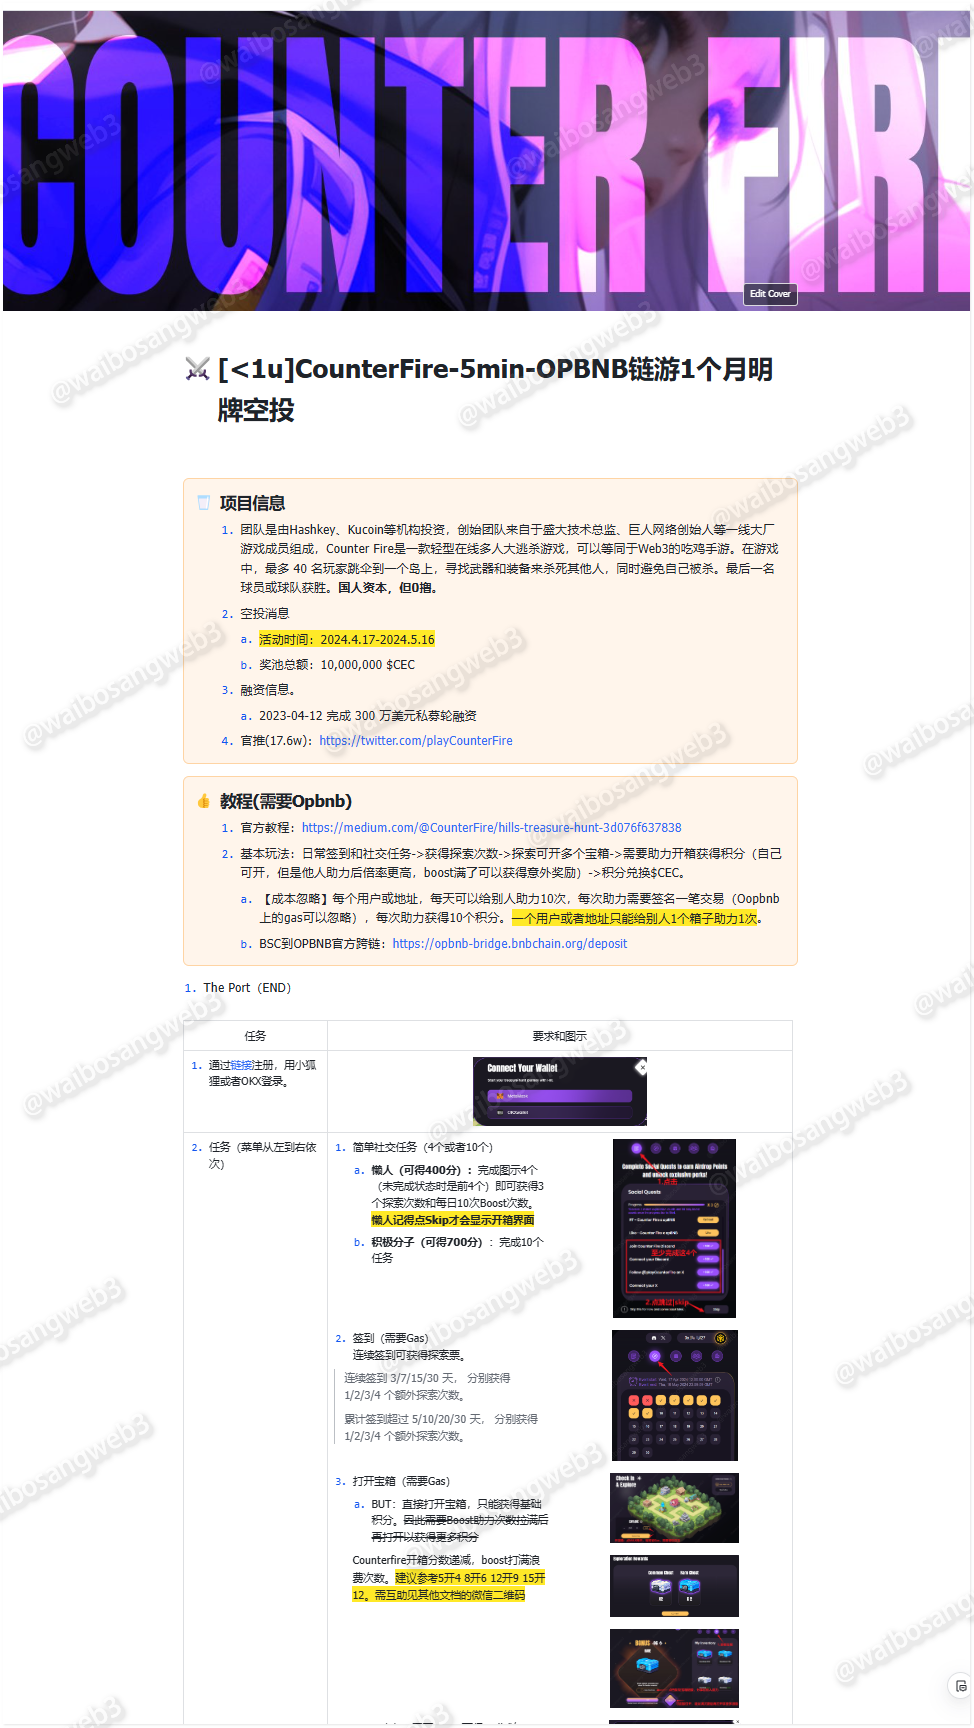 COUNTER FIRE
Edit Cover
[<1u]CounterFire-5min-OPBNB链游1个月明
牌空投
项目信息
1. 团队是由Hashkey、Kucoin等机构投资，创始团队来自于盛大技术总监、巨人网络创始人等一线大厂
游戏成员组成，Counter Fire是一款轻型在线多人大逃杀游戏，可以等同于Web3的吃鸡手游。在游戏
中，最多 40 名玩家跳伞到一个岛上，寻找武器和装备来杀死其他人，同时避免自己被杀。最后一名
球员或球队获胜。国人资本，但0撸。
2. 空投消息
a. 活动时间：2024.4.17-2024.5.16
b. 奖池总额：10,000,000 $CEC
3. 融资信息。
a. 2023-04-12 完成 300 万美元私募轮融资
4. 官推(17.6w)：https://twitter.com/playCounterFire
教程(需要Opbnb)
1. 官方教程：https://medium.com/@CounterFire/hills-treasure-hunt-3d076f637838
2. 基本玩法：日常签到和社交任务->获得探索次数->探索可开多个宝箱->需要助力开箱获得积分（自己
可开，但是他人助力后倍率更高，boost满了可以获得意外奖励）->积分兑换$CEC。
a. 【成本忽略】每个用户或地址，每天可以给别人助力10次，每次助力需要签名一笔交易（Oopbnb
上的gas可以忽略），每次助力获得10个积分。一个用户或者地址只能给别人1个箱子助力1次。
b. BSC到OPBNB官方跨链：https://opbnb-bridge.bnbchain.org/deposit
1. The Port（END）
任务
要求和图示
1. 通过链接注册，用小狐
狸或者OKX登录。
Connect Your Wallet
2. 任务（菜单从左到右依
次）
1. 简单社交任务（4个或者10个）
a. 懒人（可得400分）：完成图示4个
（未完成状态时是前4个）即可获得3
个探索次数和每日10次Boost次数。
懒人记得点Skip才会显示开箱界面
b. 积极分子（可得700分）：完成10个
任务
Complete Social Quests to earn Airdrop Points
and unlock exclusive perks!
1.点击
Social Quests
至少完成这4个
2.点跳过skip
2. 签到（需要Gas）
连续签到可获得探索票。
连续签到 3/7/15/30 天， 分别获得
1/2/3/4 个额外探索次数。
累计签到超过 5/10/20/30 天， 分别获得
1/2/3/4 个额外探索次数。
3. 打开宝箱（需要Gas）
a. BUT：直接打开宝箱，只能获得基础
积分。因此需要Boost助力次数拉满后
再打开以获得更多积分
Counterfire开箱分数递减，boost打满浪
费次数。建议参考5开4 8开6 12开9 15开
12。需互助见其他文档的微信二维码
Check in
& Explore
Exploration Rewards
@waibosangweb3